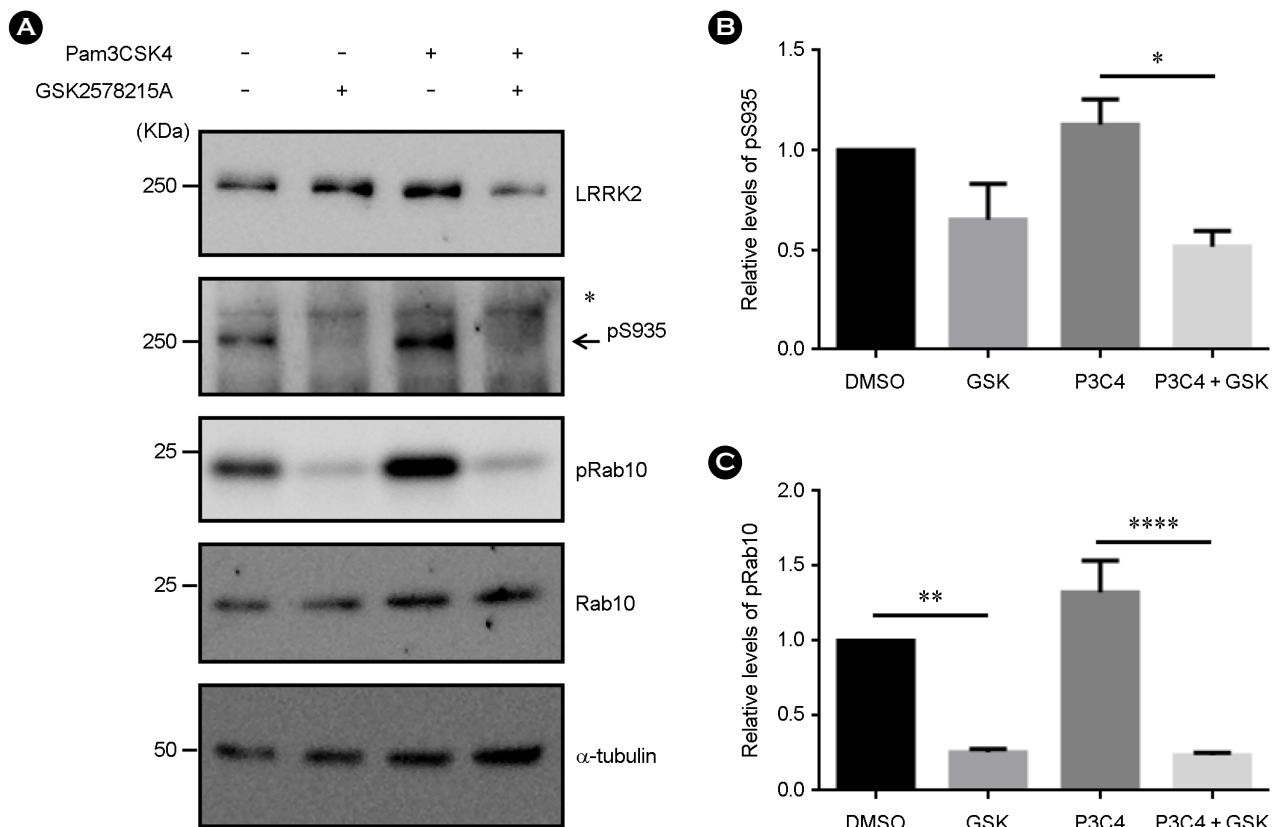 A
Pam3CSK4 - - + +
GSK2578215A - + - +
(KDa)
250
LRRK2
*
250
pS935
25
pRab10
25
Rab10
50
α-tubulin
B
Relative levels of pS935
1.5
1.0
0.5
0.0
*
DMSO GSK P3C4 P3C4 + GSK
C
Relative levels of pRab10
2.0
1.5
1.0
0.5
0.0
**
****
DMSO GSK P3C4 P3C4 + GSK